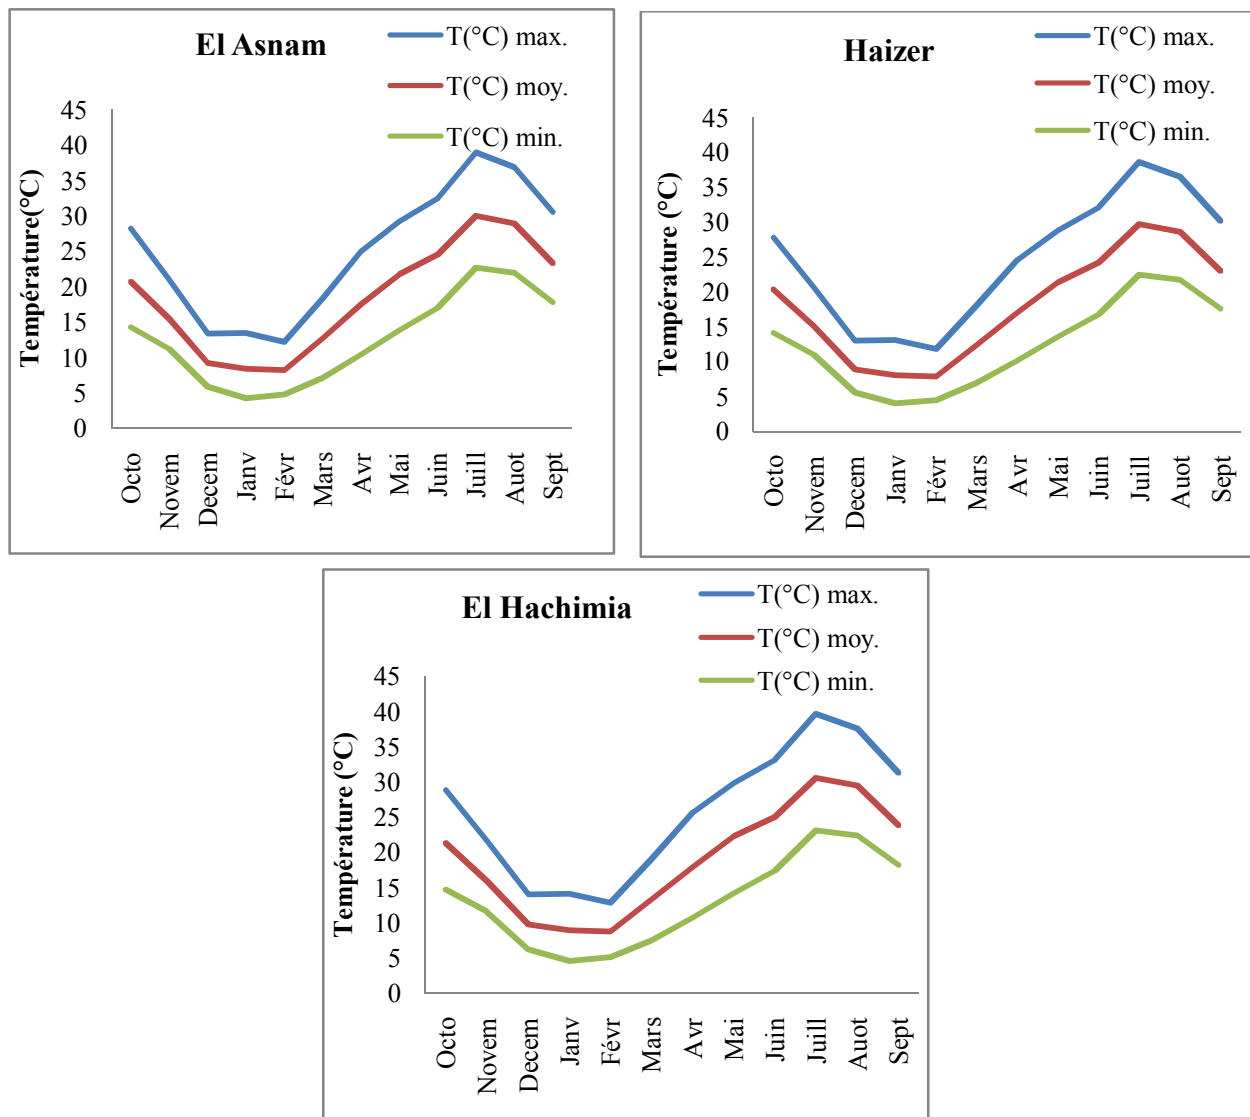 El Asnam
T(°C) max.
T(°C) moy.
T(°C) min.
Température(°C)
45
40
35
30
25
20
15
10
5
0
Octo
Novem
Decem
Janv
Févr
Mars
Avr
Mai
Juin
Juill
Auot
Sept
Haizer
T(°C) max.
T(°C) moy.
T(°C) min.
Température (°C)
45
40
35
30
25
20
15
10
5
0
Octo
Novem
Decem
Janv
Févr
Mars
Avr
Mai
Juin
Juill
Auot
Sept
El Hachimia
T(°C) max.
T(°C) moy.
T(°C) min.
Température (°C)
45
40
35
30
25
20
15
10
5
0
Octo
Novem
Decem
Janv
Févr
Mars
Avr
Mai
Juin
Juill
Auot
Sept